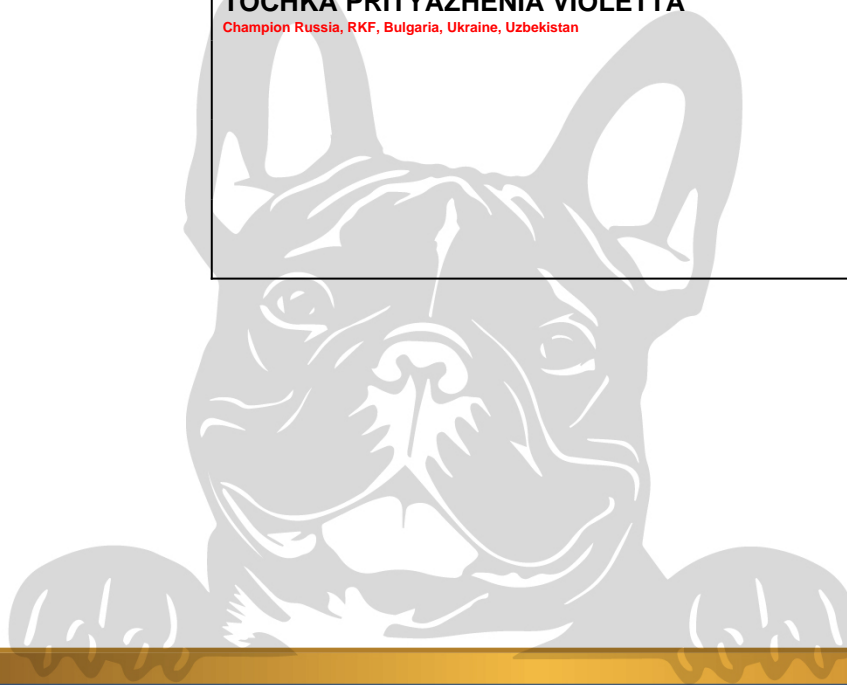 TOCHKA PRITYAZHENIA VIOLETTA
Champion Russia, RKF, Bulgaria, Ukraine, Uzbekistan